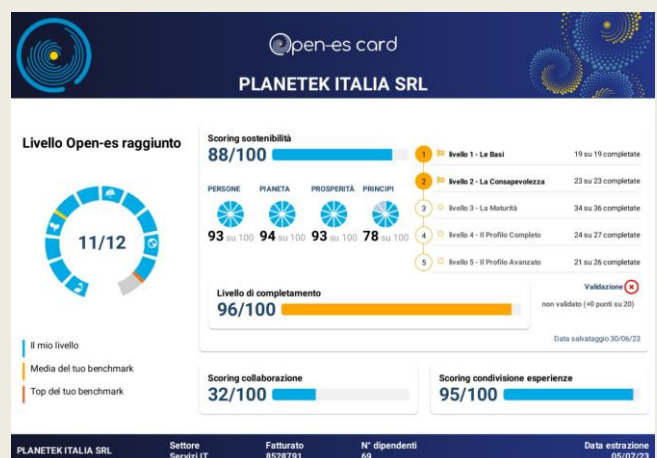 Open-es card
PLANETEK ITALIA SRL
Livello Open-es raggiunto
11/12
Il mio livello
Media del tuo benchmark
Top del tuo benchmark
Scoring sostenibilità
88/100
PERSONE PIANETA PROSPERITÀ PRINCIPI
93 su 100 94 su 100 93 su 100 78 su 100
1 livello 1 - Le Basi 19 su 19 completate
2 livello 2 - La Consapevolezza 23 su 23 completate
3 livello 3 - La Maturità 34 su 36 completate
4 livello 4 - Il Profilo Completo 24 su 27 completate
5 livello 5 - Il Profilo Avanzato 21 su 26 completate
Livello di completamento
96/100
Validazione
non validato (+0 punti su 20)
Data salvataggio 30/06/23
Scoring collaborazione
32/100
Scoring condivisione esperienze
95/100
PLANETEK ITALIA SRL
Settore Fatturato N° dipendenti Data estrazione
Servizi IT 8528791 69 05/07/23